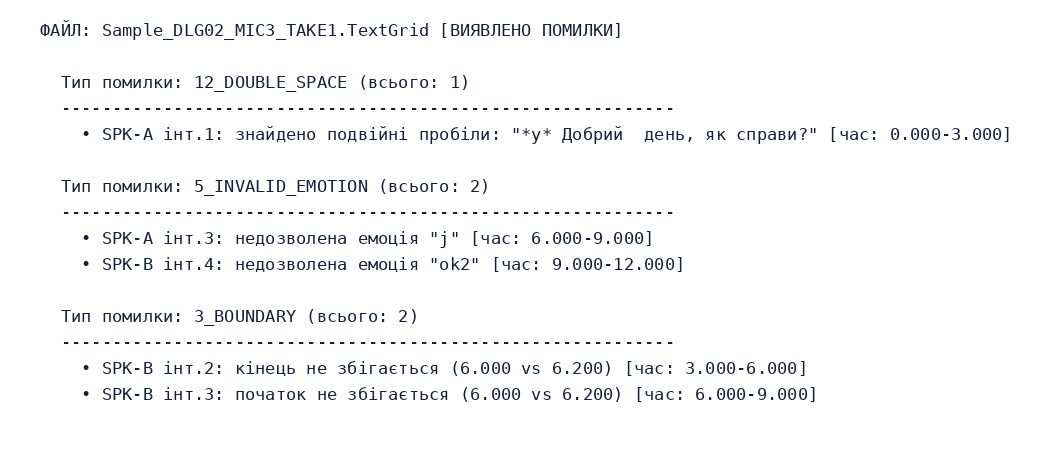 ФАЙЛ: Sample_DLG02_MIC3_TAKE1.TextGrid [ВИЯВЛЕНО ПОМИЛКИ]
Тип помилки: 12_DOUBLE_SPACE (всього: 1)
------------------------------------------------------------
• SPK-A інт.1: знайдено подвійні пробіли: "*y* Добрий  день, як справи?" [час: 0.000-3.000]
Тип помилки: 5_INVALID_EMOTION (всього: 2)
------------------------------------------------------------
• SPK-A інт.3: недозволена емоція "j" [час: 6.000-9.000]
• SPK-B інт.4: недозволена емоція "ok2" [час: 9.000-12.000]
Тип помилки: 3_BOUNDARY (всього: 2)
------------------------------------------------------------
• SPK-B інт.2: кінець не збігається (6.000 vs 6.200) [час: 3.000-6.000]
• SPK-B інт.3: початок не збігається (6.000 vs 6.200) [час: 6.000-9.000]